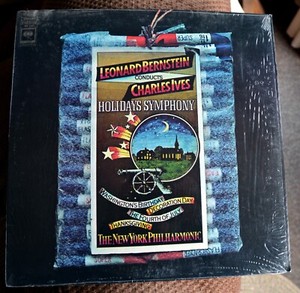 LEONARD BERNSTEIN
CONDUCTS
CHARLES IVES
HOLIDAYS SYMPHONY
WASHINGTON'S BIRTHDAY
DECORATION DAY
THE FOURTH OF JULY
THANKSGIVING
THE NEW YORK PHILHARMONIC